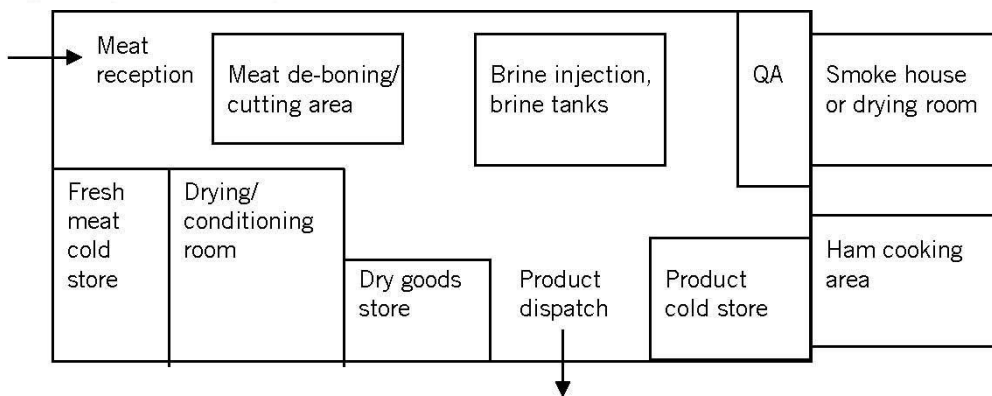 Meat
reception
Meat de-boning/
cutting area
Brine injection,
brine tanks
QA
Smoke house
or drying room
Fresh
meat
cold
store
Drying/
conditioning
room
Dry goods
store
Product
dispatch
Product
cold store
Ham cooking
area